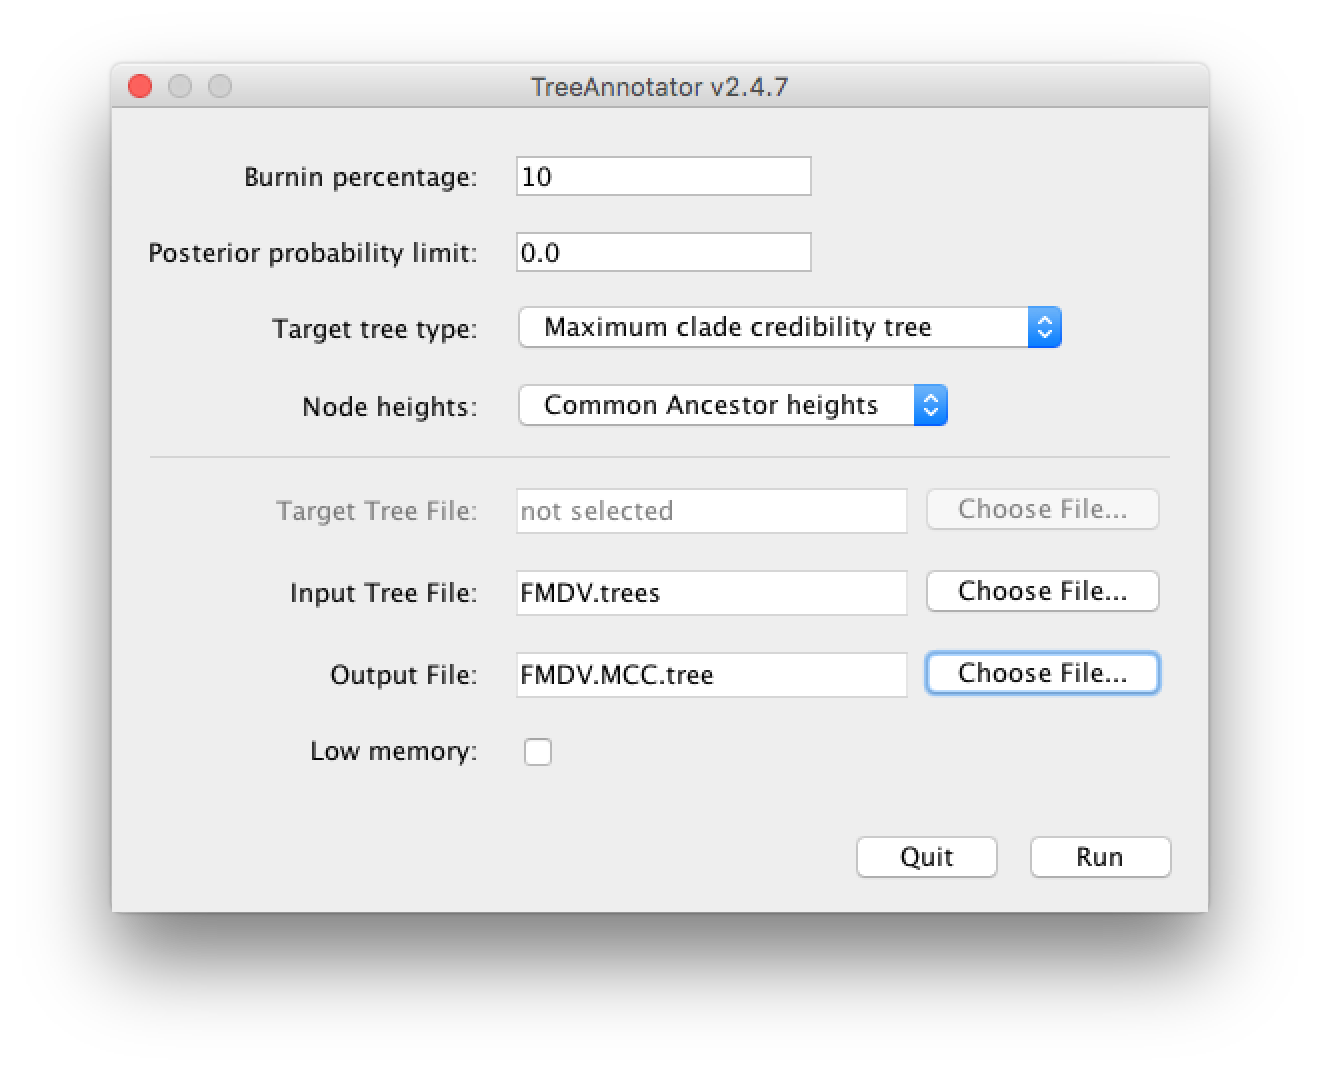 TreeAnnotator v2.4.7
Burnin percentage: 10
Posterior probability limit: 0.0
Target tree type: Maximum clade credibility tree
Node heights: Common Ancestor heights
Target Tree File: not selected Choose File...
Input Tree File: FMDV.trees Choose File...
Output File: FMDV.MCC.tree Choose File...
Low memory:
Quit Run